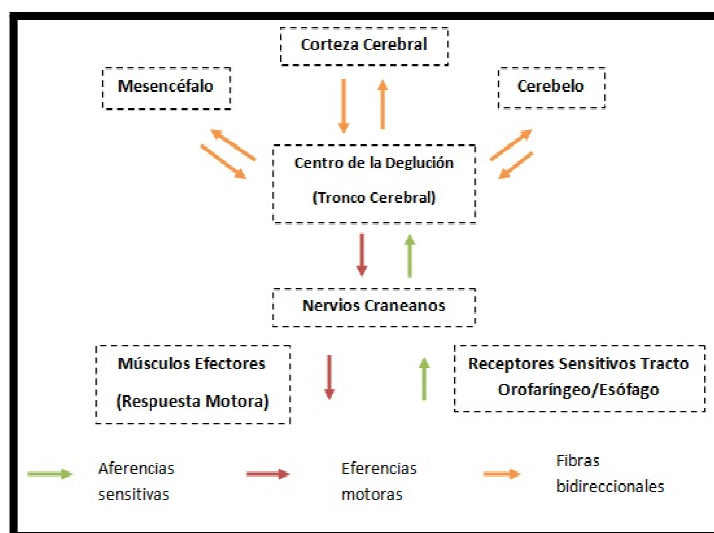 Corteza Cerebral
Mesencéfalo
Cerebelo
Centro de la Deglución
(Tronco Cerebral)
Nervios Craneanos
Músculos Efectores
(Respuesta Motora)
Receptores Sensitivos Tracto
Orofaríngeo/Esófago
Aferencias
sensitivas
Eferencias
motoras
Fibras
bidireccionales